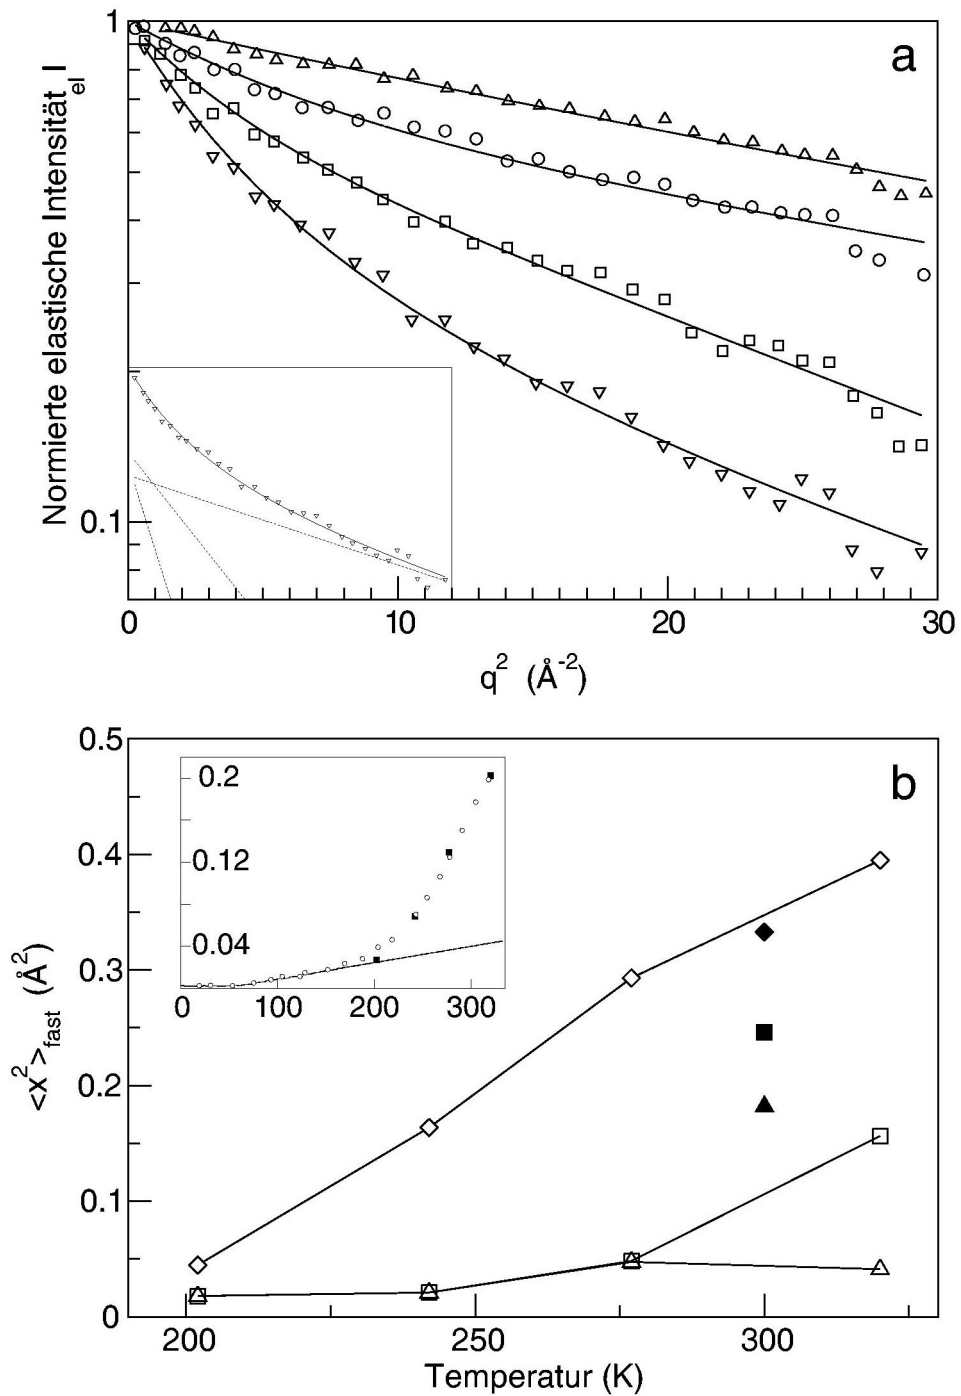 1
a
Normierte elastische Intensität_el I
0.1
0 10 20 30
q² (Å⁻²)
0.5
b
0.2
0.4
0.12
0.04
0.3
0 100 200 300
<x²>_fast (Å²)
0.2
0.1
0
200 250 300
Temperatur (K)